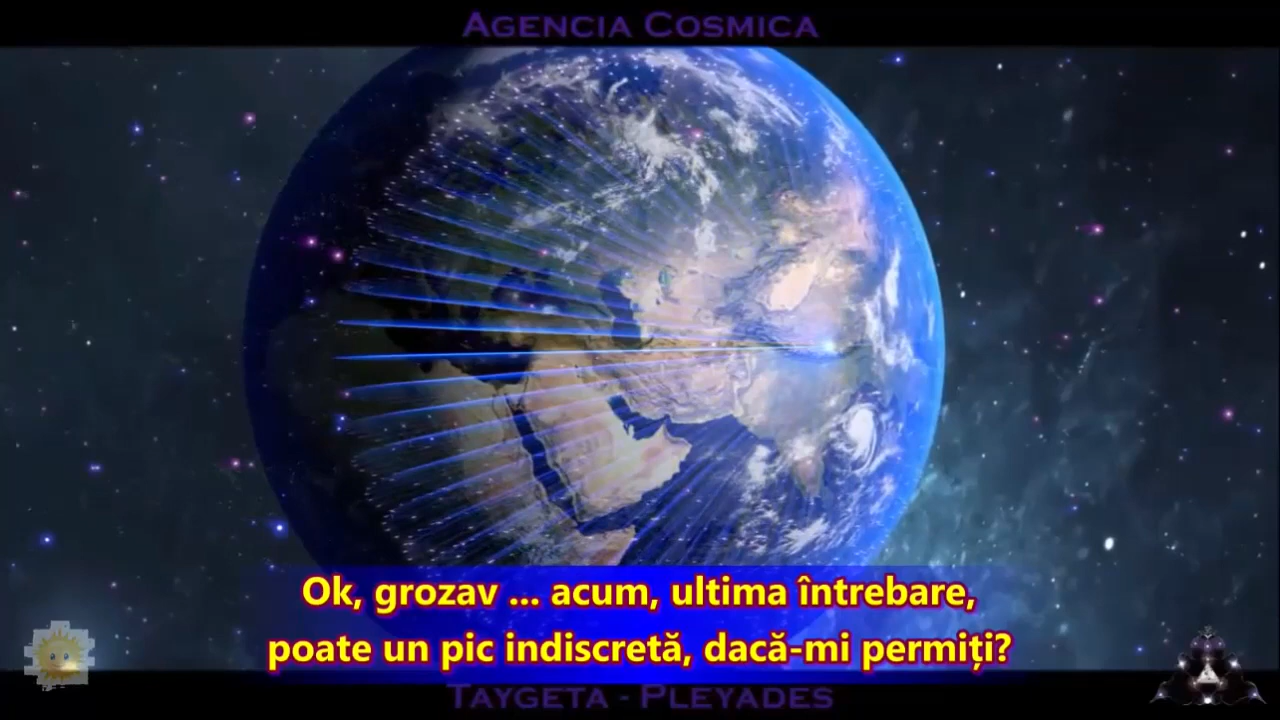 AGENCIA COSMICA
Ok, grozav ... acum, ultima întrebare,
poate un pic indiscretă, dacă-mi permiți?
TAYGETA - PLEYADES